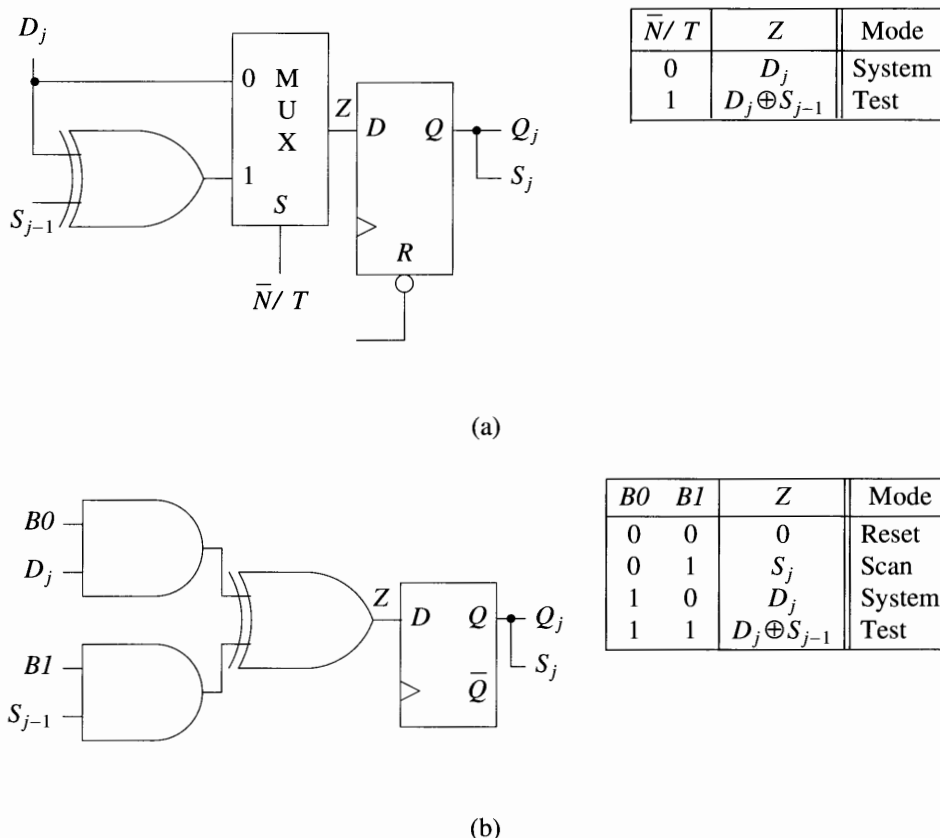 D_j
0 M U X
Z
D Q Q_j
S_j
1
S_{j-1}
S
N̅/ T
R
N̅/ T Z Mode
0 D_j System
1 D_j⊕S_{j-1} Test
(a)
B0
D_j
B1
S_{j-1}
Z
D Q Q_j
S_j
Q̅
B0 B1 Z Mode
0 0 0 Reset
0 1 S_j Scan
1 0 D_j System
1 1 D_j⊕S_{j-1} Test
(b)